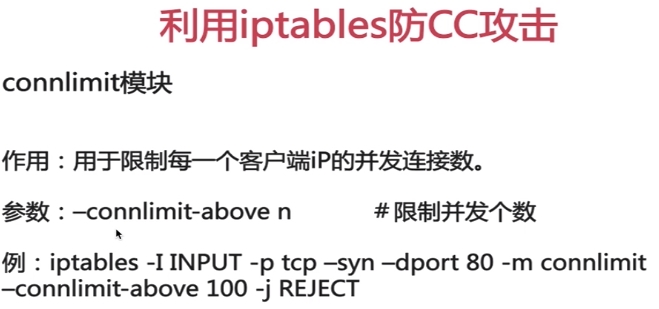 利用iptables防CC攻击
connlimit模块
作用：用于限制每一个客户端iP的并发连接数。
参数：–connlimit-above n #限制并发个数
例：iptables -I INPUT -p tcp –syn –dport 80 -m connlimit
–connlimit-above 100 -j REJECT